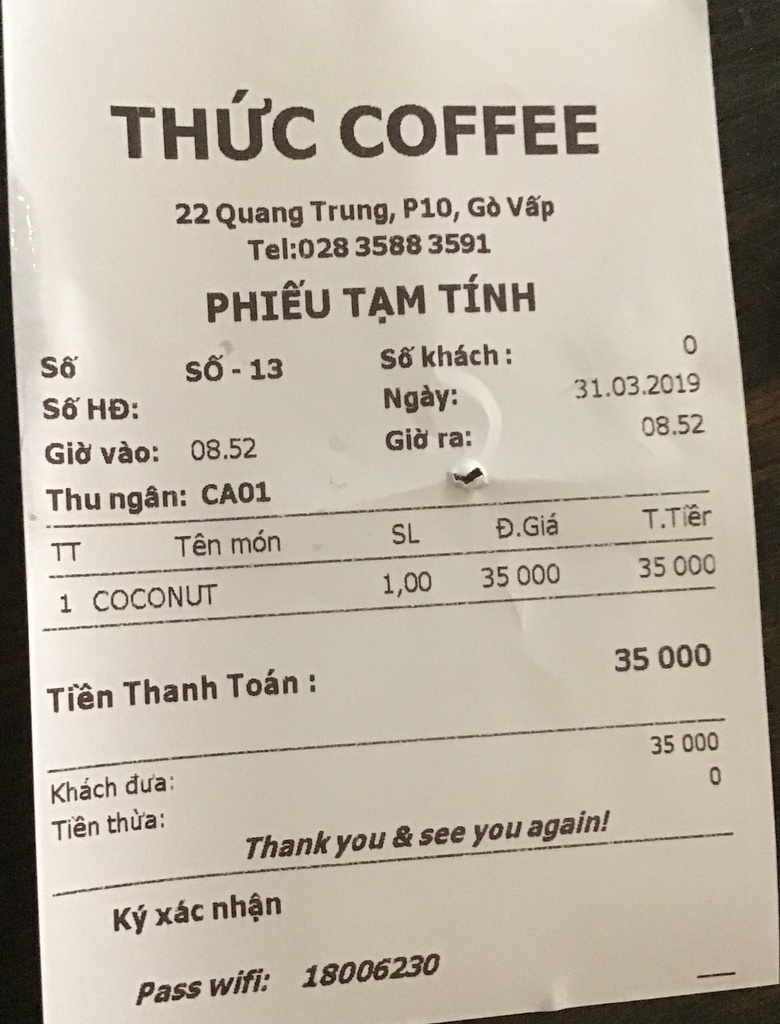 THỨC COFFEE
22 Quang Trung, P10, Gò Vấp
Tel:028 3588 3591
PHIẾU TẠM TÍNH
Số SỐ - 13 Số khách : 0
Số HĐ: Ngày: 31.03.2019
Giờ vào: 08.52 Giờ ra: 08.52
Thu ngân: CA01
TT Tên món SL Đ.Giá T.Tiền
1 COCONUT 1,00 35 000 35 000
Tiền Thanh Toán : 35 000
Khách đưa: 35 000
Tiền thừa: 0
Thank you & see you again!
Ký xác nhận
Pass wifi: 18006230